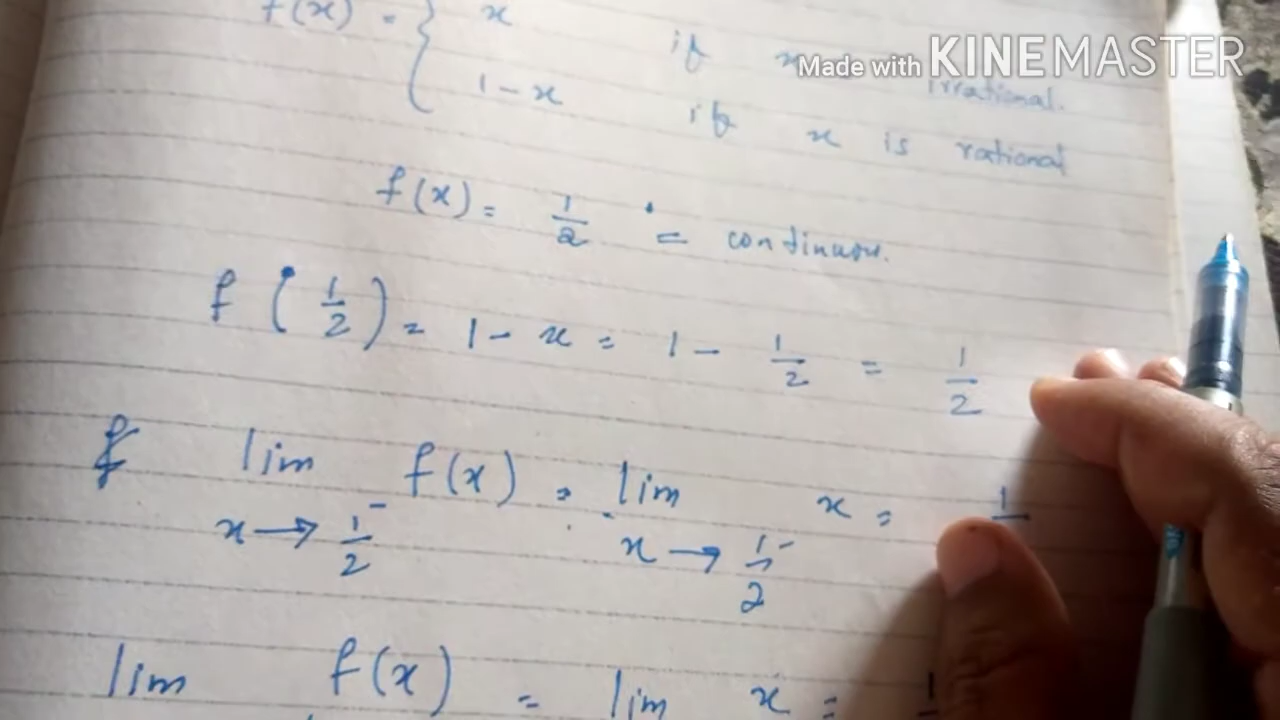 f(x) = { x if x
Made with KINEMASTER
irrational.
1-x if x is rational
f(x) = 1/2 = continuous.
f(1/2) = 1-x = 1-1/2 = 1/2
lim x→1/2⁻ f(x) = lim x→1/2⁻ x = 1
lim f(x) = lim x =